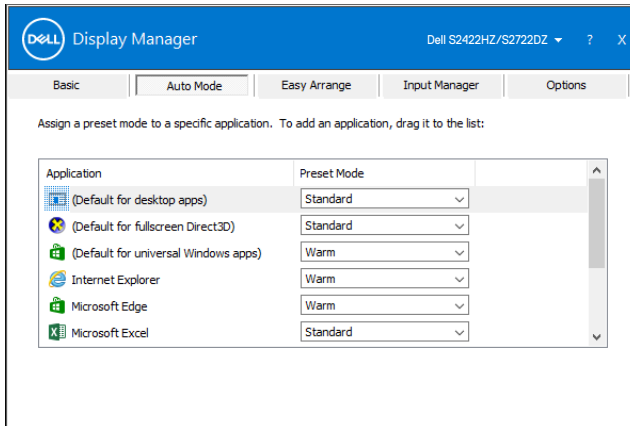 DELL Display Manager Dell S2422HZ/S2722DZ ? X
Basic Auto Mode Easy Arrange Input Manager Options
Assign a preset mode to a specific application. To add an application, drag it to the list:
Application Preset Mode
(Default for desktop apps) Standard
(Default for fullscreen Direct3D) Standard
(Default for universal Windows apps) Warm
Internet Explorer Warm
Microsoft Edge Warm
Microsoft Excel Standard